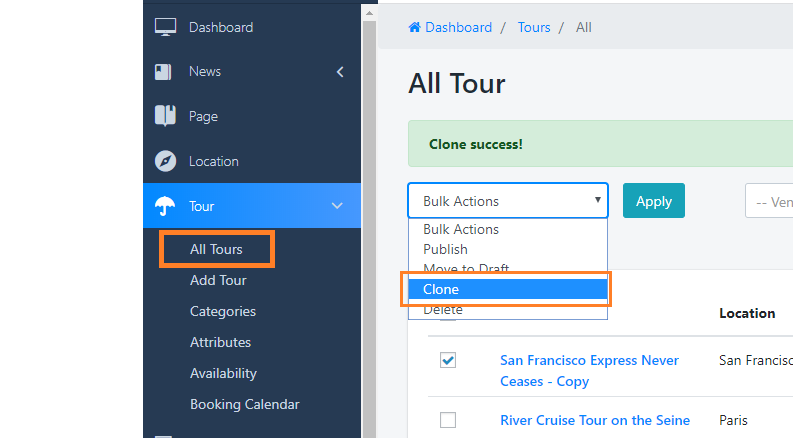 Dashboard
News
Page
Location
Tour
All Tours
Add Tour
Categories
Attributes
Availability
Booking Calendar
Dashboard / Tours / All
All Tour
Clone success!
Bulk Actions
Apply
-- Ven
Bulk Actions
Publish
Move to Draft
Clone
Delete
Location
San Francisco Express Never
Ceases - Copy
San Francisc
River Cruise Tour on the Seine
Paris